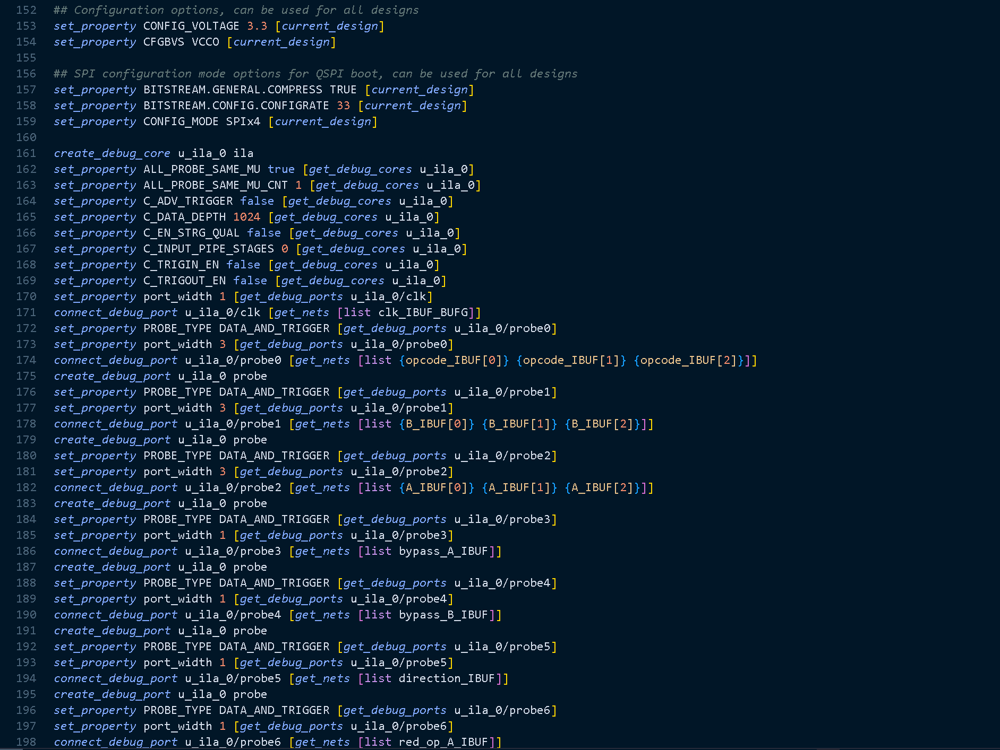 152 ## Configuration options, can be used for all designs
153 set_property CONFIG_VOLTAGE 3.3 [current_design]
154 set_property CFGBVS VCCO [current_design]
155
156 ## SPI configuration mode options for QSPI boot, can be used for all designs
157 set_property BITSTREAM.GENERAL.COMPRESS TRUE [current_design]
158 set_property BITSTREAM.CONFIG.CONFIGRATE 33 [current_design]
159 set_property CONFIG_MODE SPIx4 [current_design]
160
161 create_debug_core u_ila_0 ila
162 set_property ALL_PROBE_SAME_MU true [get_debug_cores u_ila_0]
163 set_property ALL_PROBE_SAME_MU_CNT 1 [get_debug_cores u_ila_0]
164 set_property C_ADV_TRIGGER false [get_debug_cores u_ila_0]
165 set_property C_DATA_DEPTH 1024 [get_debug_cores u_ila_0]
166 set_property C_EN_STRG_QUAL false [get_debug_cores u_ila_0]
167 set_property C_INPUT_PIPE_STAGES 0 [get_debug_cores u_ila_0]
168 set_property C_TRIGIN_EN false [get_debug_cores u_ila_0]
169 set_property C_TRIGOUT_EN false [get_debug_cores u_ila_0]
170 set_property port_width 1 [get_debug_ports u_ila_0/clk]
171 connect_debug_port u_ila_0/clk [get_nets [list clk_IBUF_BUFG]]
172 set_property PROBE_TYPE DATA_AND_TRIGGER [get_debug_ports u_ila_0/probe0]
173 set_property port_width 3 [get_debug_ports u_ila_0/probe0]
174 connect_debug_port u_ila_0/probe0 [get_nets [list {opcode_IBUF[0]} {opcode_IBUF[1]} {opcode_IBUF[2]}]]
175 create_debug_port u_ila_0 probe
176 set_property PROBE_TYPE DATA_AND_TRIGGER [get_debug_ports u_ila_0/probe1]
177 set_property port_width 3 [get_debug_ports u_ila_0/probe1]
178 connect_debug_port u_ila_0/probe1 [get_nets [list {B_IBUF[0]} {B_IBUF[1]} {B_IBUF[2]}]]
179 create_debug_port u_ila_0 probe
180 set_property PROBE_TYPE DATA_AND_TRIGGER [get_debug_ports u_ila_0/probe2]
181 set_property port_width 3 [get_debug_ports u_ila_0/probe2]
182 connect_debug_port u_ila_0/probe2 [get_nets [list {A_IBUF[0]} {A_IBUF[1]} {A_IBUF[2]}]]
183 create_debug_port u_ila_0 probe
184 set_property PROBE_TYPE DATA_AND_TRIGGER [get_debug_ports u_ila_0/probe3]
185 set_property port_width 1 [get_debug_ports u_ila_0/probe3]
186 connect_debug_port u_ila_0/probe3 [get_nets [list bypass_A_IBUF]]
187 create_debug_port u_ila_0 probe
188 set_property PROBE_TYPE DATA_AND_TRIGGER [get_debug_ports u_ila_0/probe4]
189 set_property port_width 1 [get_debug_ports u_ila_0/probe4]
190 connect_debug_port u_ila_0/probe4 [get_nets [list bypass_B_IBUF]]
191 create_debug_port u_ila_0 probe
192 set_property PROBE_TYPE DATA_AND_TRIGGER [get_debug_ports u_ila_0/probe5]
193 set_property port_width 1 [get_debug_ports u_ila_0/probe5]
194 connect_debug_port u_ila_0/probe5 [get_nets [list direction_IBUF]]
195 create_debug_port u_ila_0 probe
196 set_property PROBE_TYPE DATA_AND_TRIGGER [get_debug_ports u_ila_0/probe6]
197 set_property port_width 1 [get_debug_ports u_ila_0/probe6]
198 connect_debug_port u_ila_0/probe6 [get_nets [list red_op_A_IBUF]]